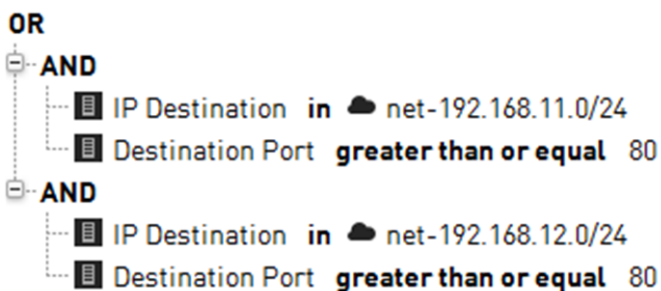 OR
AND
IP Destination in net-192.168.11.0/24
Destination Port greater than or equal 80
AND
IP Destination in net-192.168.12.0/24
Destination Port greater than or equal 80